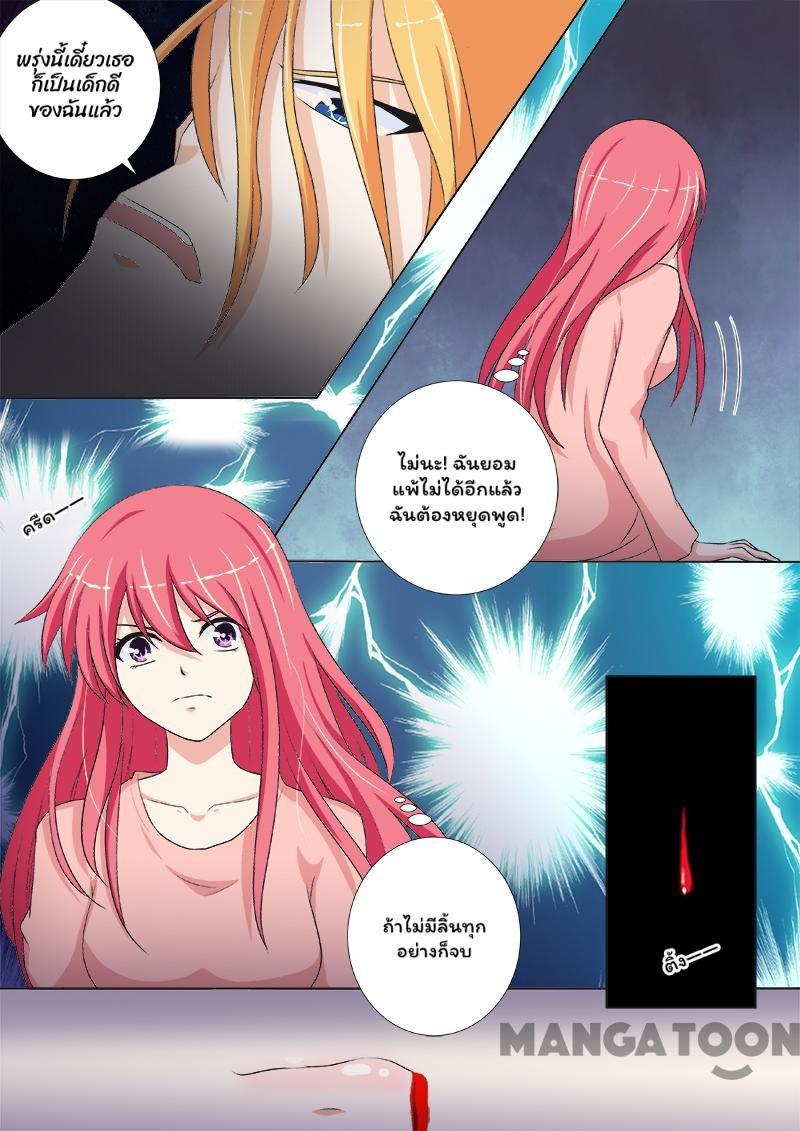 พรุ่งนี้เดี๋ยวเธอ
ก็เป็นเด็กดี
ของฉันแล้ว
ไม่นะ! ฉันยอม
แพ้ไม่ได้อีกแล้ว
ฉันต้องหยุดพูด!
ครืด——
ถ้าไม่มีลิ้นทุก
อย่างก็จบ
ติ๋ง——
MANGATOON